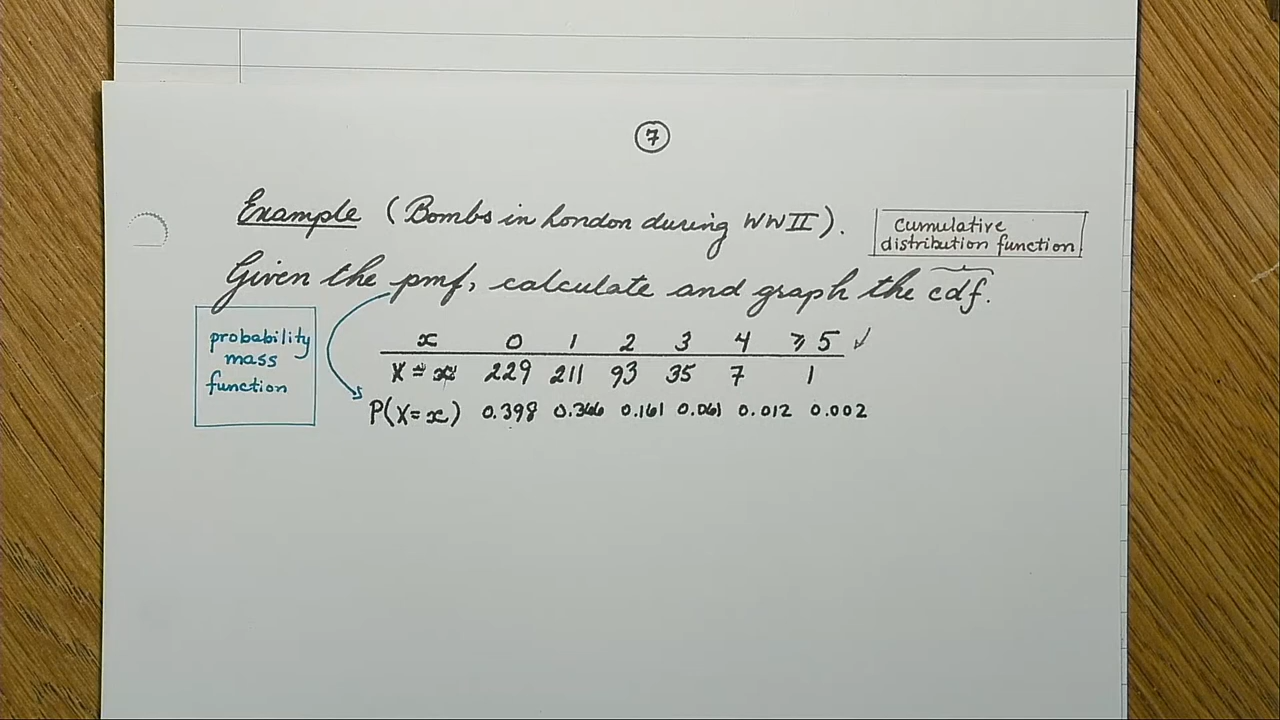 7
Example (Bombs in London during WWII).
Cumulative
distribution function
Given the pmf, calculate and graph the cdf.
probability
mass
function
x 0 1 2 3 4 ⩾ 5 ✓
X = x 229 211 93 35 7 1
P(X=x) 0.398 0.366 0.161 0.061 0.012 0.002